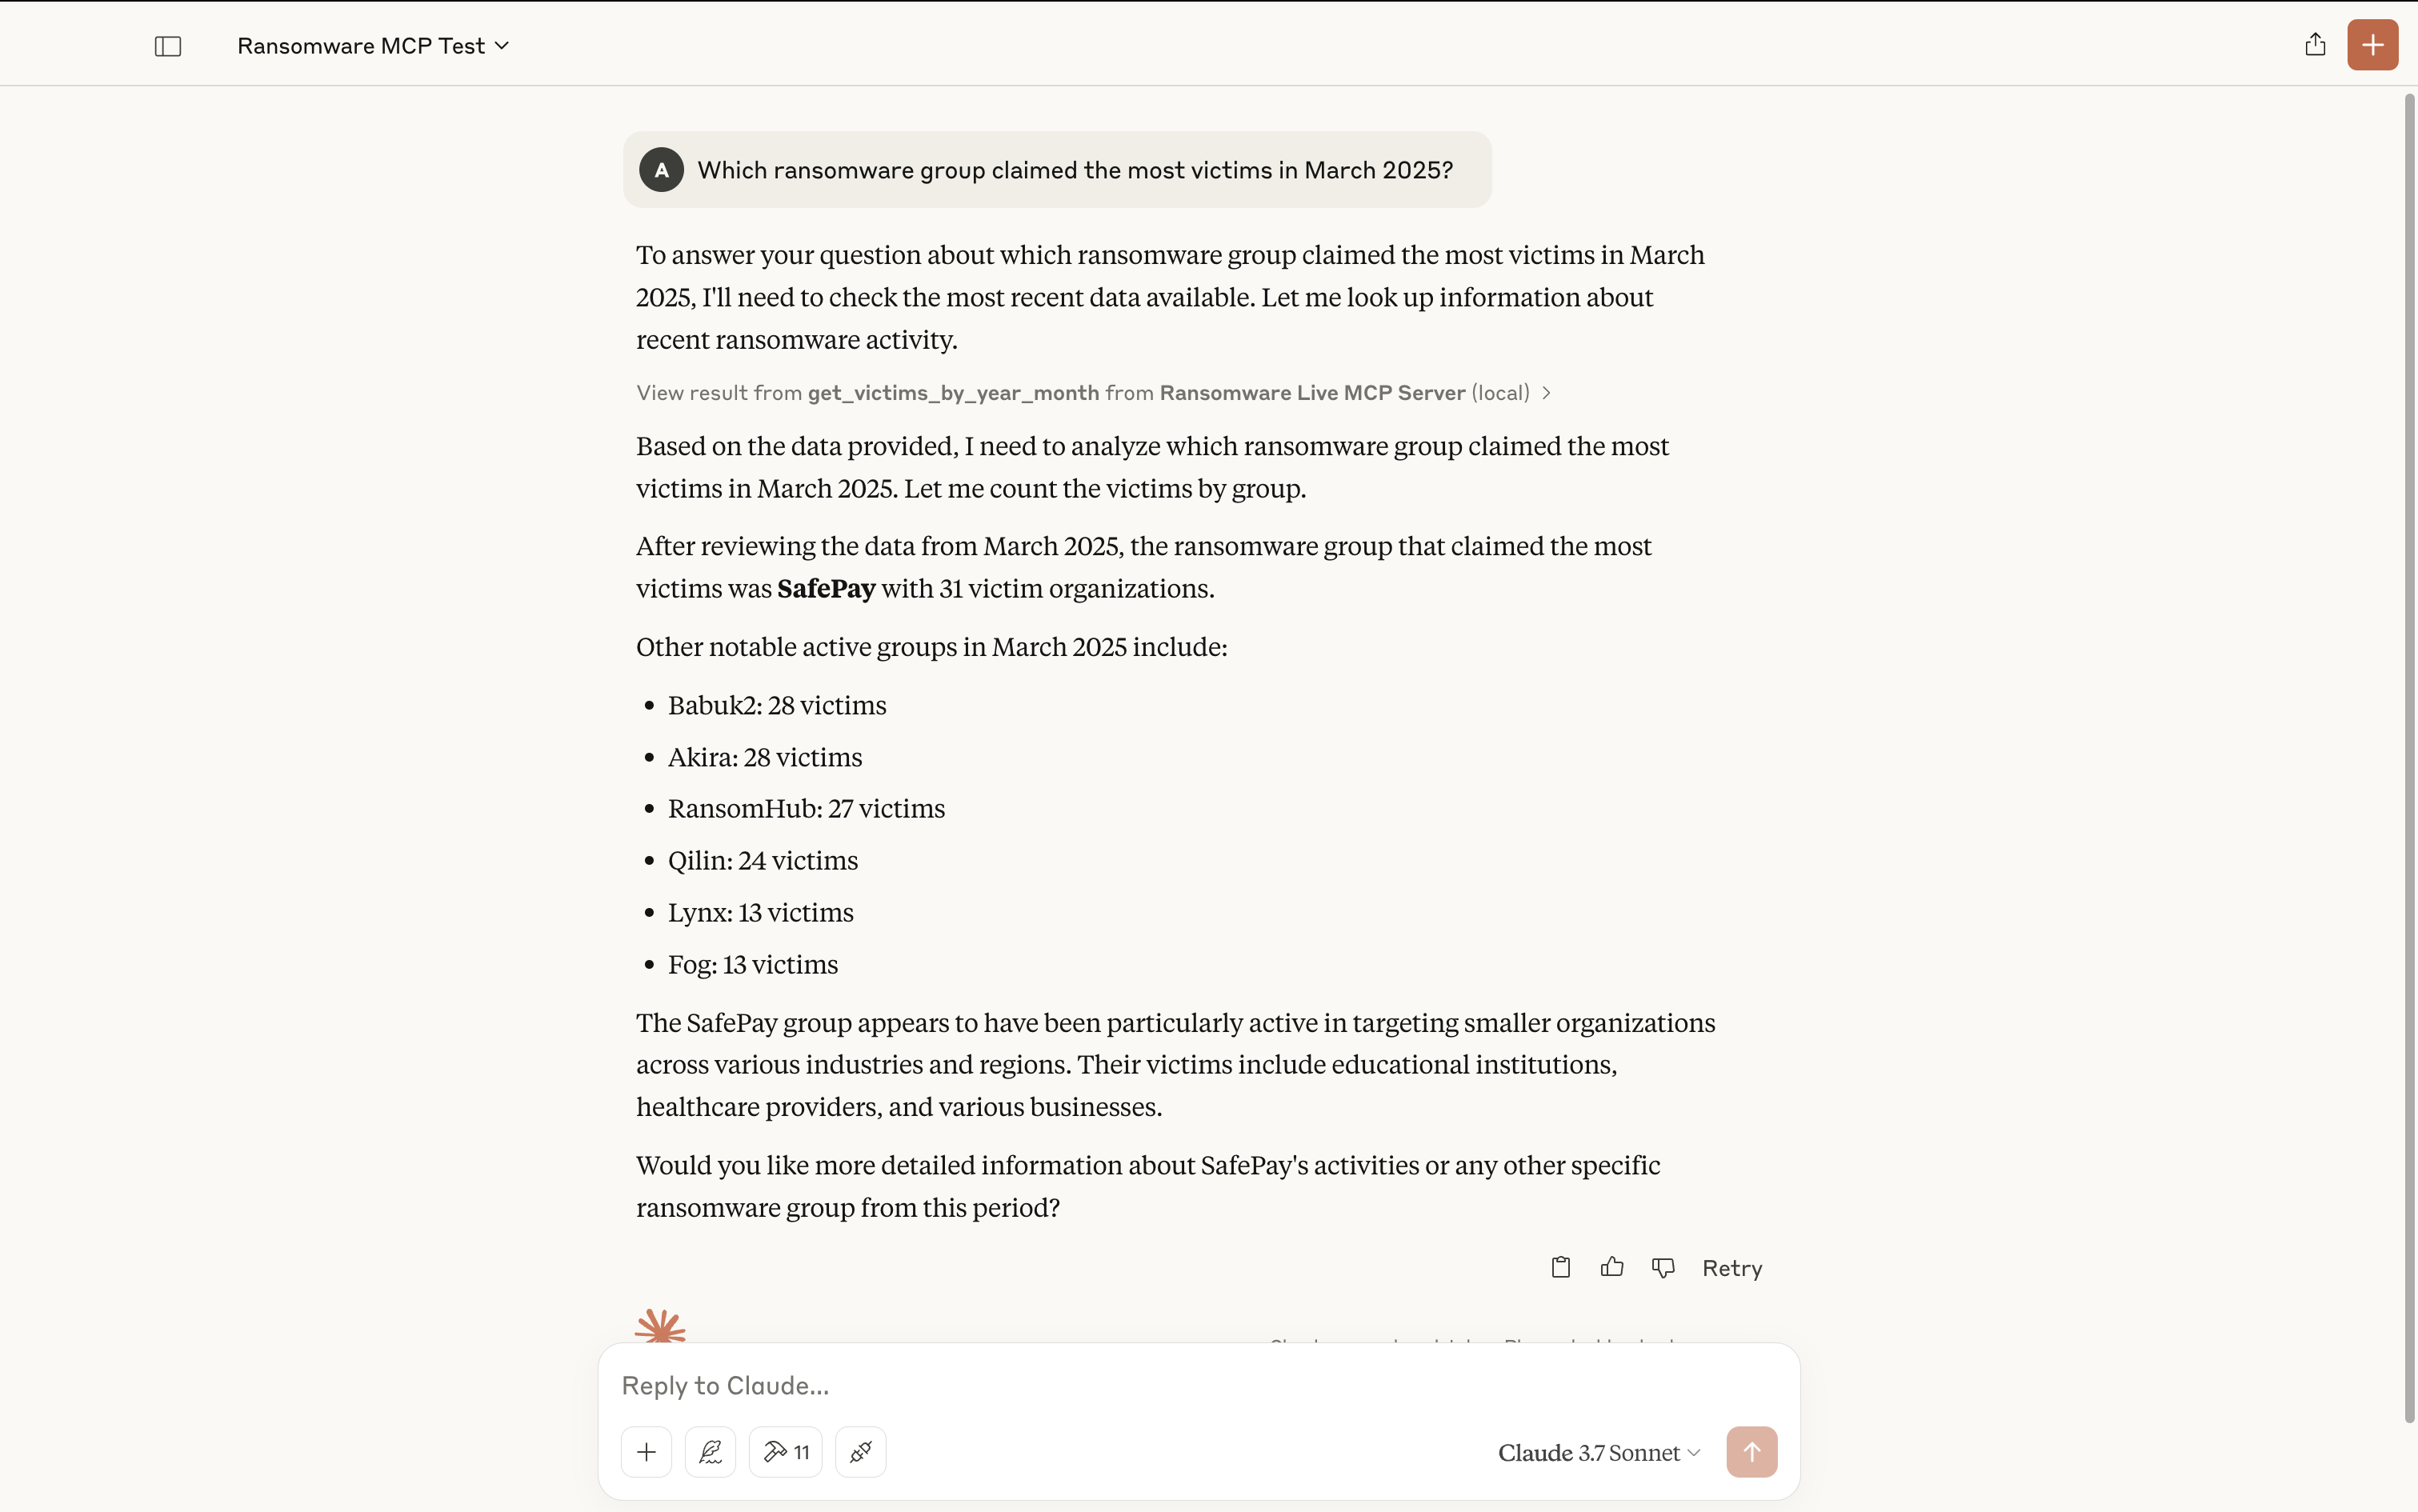 Ransomware MCP Test
A
Which ransomware group claimed the most victims in March 2025?
To answer your question about which ransomware group claimed the most victims in March
2025, I'll need to check the most recent data available. Let me look up information about
recent ransomware activity.
View result from get_victims_by_year_month from Ransomware Live MCP Server (local)
Based on the data provided, I need to analyze which ransomware group claimed the most
victims in March 2025. Let me count the victims by group.
After reviewing the data from March 2025, the ransomware group that claimed the most
victims was SafePay with 31 victim organizations.
Other notable active groups in March 2025 include:
• Babuk2: 28 victims
• Akira: 28 victims
• RansomHub: 27 victims
• Qilin: 24 victims
• Lynx: 13 victims
• Fog: 13 victims
The SafePay group appears to have been particularly active in targeting smaller organizations
across various industries and regions. Their victims include educational institutions,
healthcare providers, and various businesses.
Would you like more detailed information about SafePay's activities or any other specific
ransomware group from this period?
Retry
Reply to Claude...
11
Claude 3.7 Sonnet